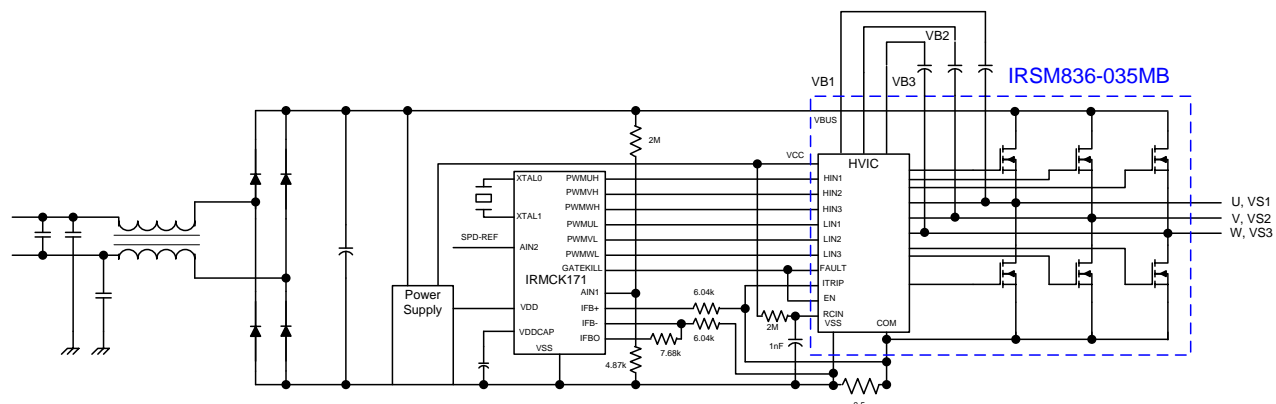 VB2
IRSM836-035MB
VB1
VB3
VBUS
2M
VCC
HVIC
XTAL0
PWMUH
HIN1
PWMVH
HIN2
XTAL1
PWMWH
HIN3
U, VS1
PWMUL
LIN1
V, VS2
SPD-REF
AIN2
PWMVL
LIN2
W, VS3
PWMWL
LIN3
GATEKILL
FAULT
IRMCK171
ITRIP
Power
Supply
AIN1
6.04k
EN
VDD
IFB+
RCIN
IFB-
2M
VSS
COM
VDDCAP
IFBO
7.68k
6.04k
1nF
VSS
4.87k